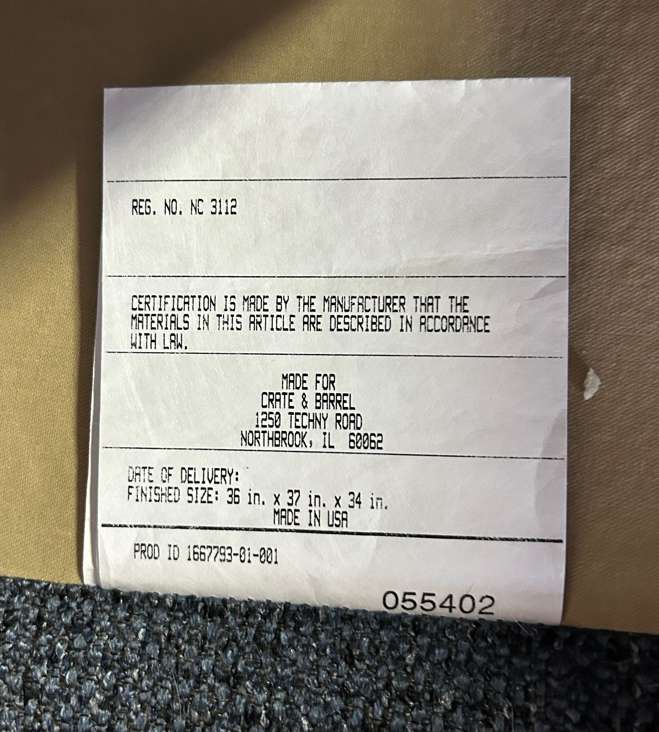 REG. NO. NC 3112
CERTIFICATION IS MADE BY THE MANUFACTURER THAT THE
MATERIALS IN THIS ARTICLE ARE DESCRIBED IN ACCORDANCE
WITH LAW.
MADE FOR
CRATE & BARREL
1250 TECHNY ROAD
NORTHBROOK, IL 60062
DATE OF DELIVERY:
FINISHED SIZE: 36 in. x 37 in. x 34 in.
MADE IN USA
PROD ID 1667793-01-001
055402